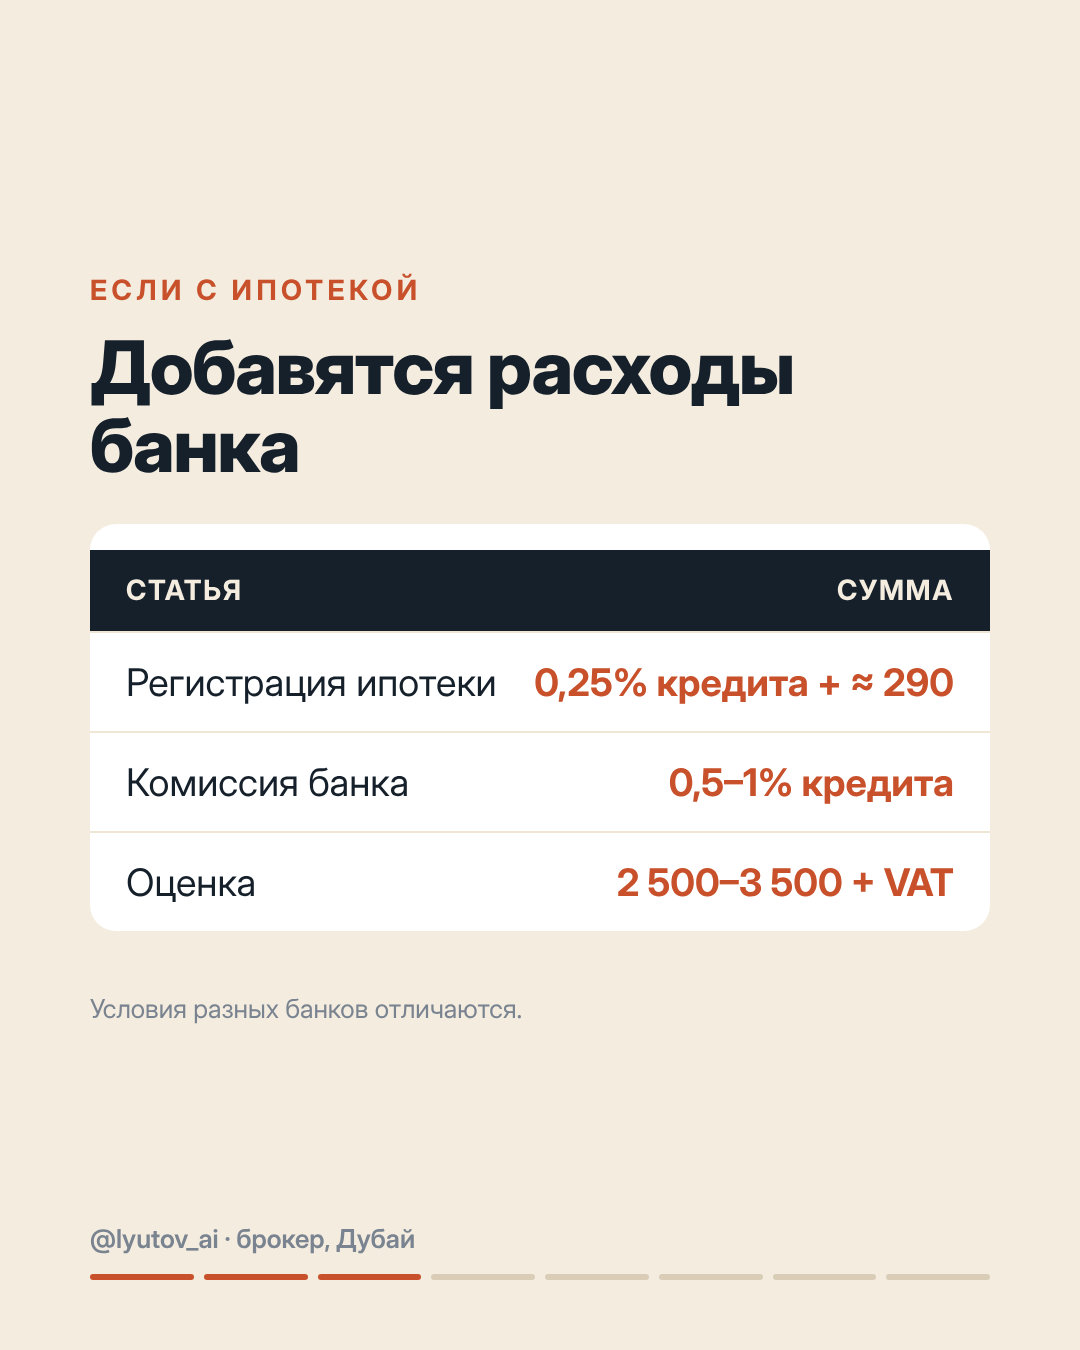 ЕСЛИ С ИПОТЕКОЙ
Добавятся расходы
банка
СТАТЬЯ СУММА
Регистрация ипотеки 0,25% кредита + ≈ 290
Комиссия банка 0,5–1% кредита
Оценка 2 500–3 500 + VAT
Условия разных банков отличаются.
@lyutov_ai · брокер, Дубай